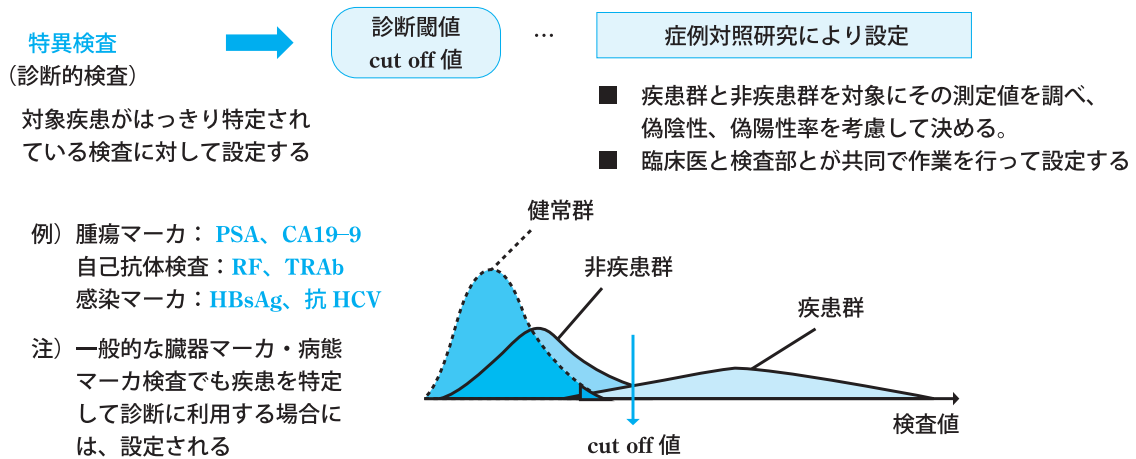 特異検査
（診断的検査）
対象疾患がはっきり特定され
ている検査に対して設定する
診断閾値
cut off 値
…
症例対照研究により設定
■ 疾患群と非疾患群を対象にその測定値を調べ、
偽陰性、偽陽性率を考慮して決める。
■ 臨床医と検査部とが共同で作業を行って設定する
例）腫瘍マーカ： PSA、CA19–9
自己抗体検査：RF、TRAb
感染マーカ：HBsAg、抗 HCV
注）一般的な臓器マーカ・病態
マーカ検査でも疾患を特定
して診断に利用する場合に
は、設定される
健常群
非疾患群
疾患群
検査値
cut off 値